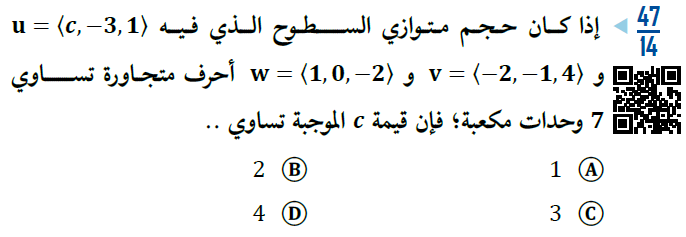 47/14 إذا كان حجم متوازي السطوح الذي فيه u = ⟨c, −3, 1⟩
و v = ⟨−2, −1, 4⟩ و w = ⟨1, 0, −2⟩ أحرف متجاورة تساوي
7 وحدات مكعبة؛ فإن قيمة c الموجبة تساوي ..
A 1 B 2
C 3 D 4